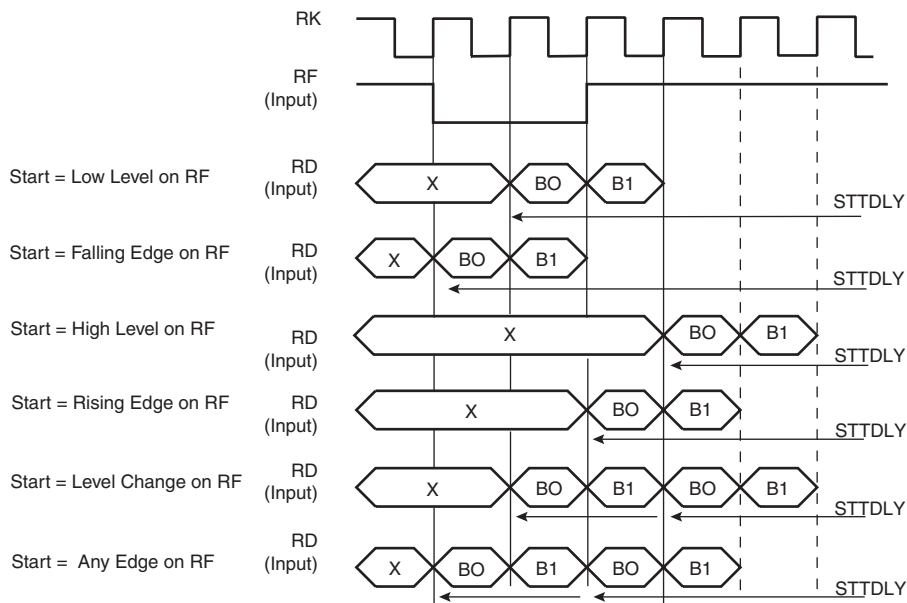 RK
RF
(Input)
Start = Low Level on RF
RD
(Input)
X
BO
B1
STTDLY
Start = Falling Edge on RF
RD
(Input)
X
BO
B1
STTDLY
Start = High Level on RF
RD
(Input)
X
BO
B1
STTDLY
Start = Rising Edge on RF
RD
(Input)
X
BO
B1
STTDLY
Start = Level Change on RF
RD
(Input)
X
BO
B1
BO
B1
STTDLY
Start = Any Edge on RF
RD
(Input)
X
BO
B1
BO
B1
STTDLY